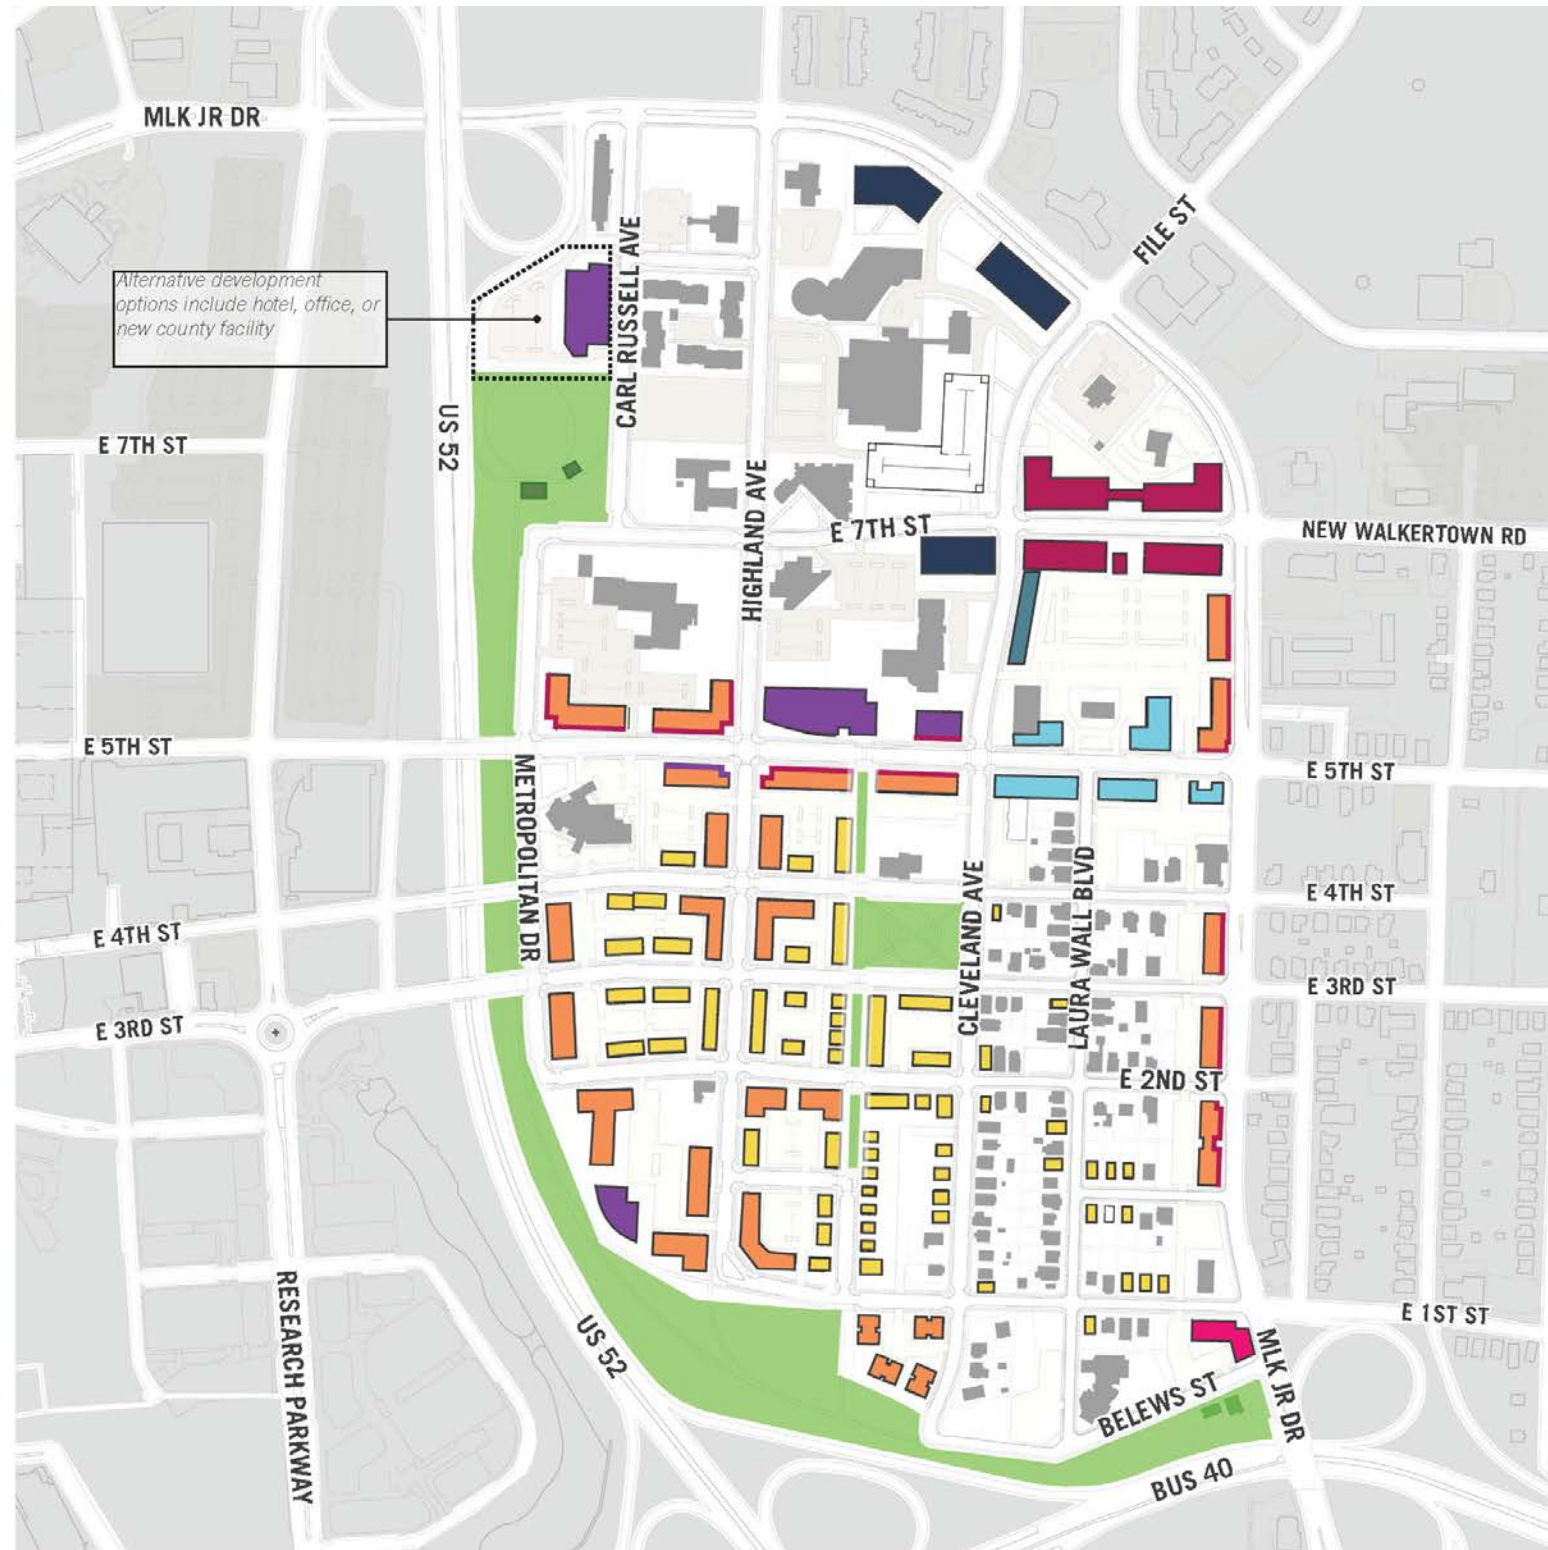 MLK JR DR
FILE ST
CARL RUSSELL AVE
Alternative development
options include hotel, office, or
new county facility
US 52
E 7TH ST
HIGHLAND AVE
E 7TH ST
NEW WALKERTOWN RD
E 5TH ST
METROPOLITAN DR
E 5TH ST
CLEVELAND AVE
LAURA WALL BLVD
E 4TH ST
E 4TH ST
E 3RD ST
E 3RD ST
E 2ND ST
RESEARCH PARKWAY
US 52
E 1ST ST
MLK JR DR
BELEWS ST
BUS 40